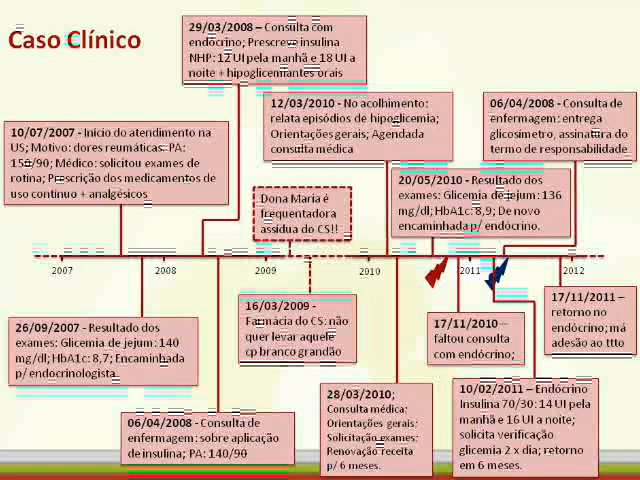 Caso Clínico
29/03/2008 – Consulta com
endócrino; Prescreve insulina
NHP: 12 UI pela manhã e 18 UI a
noite + hipoglicemiantes orais
10/07/2007 - Início do atendimento na
US; Motivo: dores reumáticas. PA:
150/90; Médico: solicitou exames de
rotina; Prescrição dos medicamentos de
uso contínuo + analgésicos
12/03/2010 - No acolhimento:
relata episódios de hipoglicemia;
Orientações gerais; Agendada
consulta médica
06/04/2008 - Consulta de
enfermagem: entrega
glicosímetro, assinatura do
termo de responsabilidade
20/05/2010 - Resultado dos
exames: Glicemia de jejum: 136
mg/dl; HbA1c: 8,9; De novo
encaminhada p/ endócrino.
Dona Maria é
frequentadora
assídua do CS!!
2007
2008
2009
2010
2011
2012
26/09/2007 - Resultado dos
exames: Glicemia de jejum: 140
mg/dl; HbA1c: 8,7; Encaminhada
p/ endocrinologista
16/03/2009 -
Farmácia do CS: não
quer levar aquele
cp branco grandão
17/11/2010 –
faltou consulta
com endócrino;
17/11/2011 –
retorno no
endócrino; má
adesão ao ttto
06/04/2008 - Consulta de
enfermagem: sobre aplicação
de insulina; PA: 140/90
28/03/2010;
Consulta médica:
Orientações gerais;
Solicitação exames;
Renovação receita
p/ 6 meses.
10/02/2011 – Endócrino
Insulina 70/30: 14 UI pela
manhã e 16 UI a noite;
solicita verificação
glicemia 2 x dia; retorno
em 6 meses.